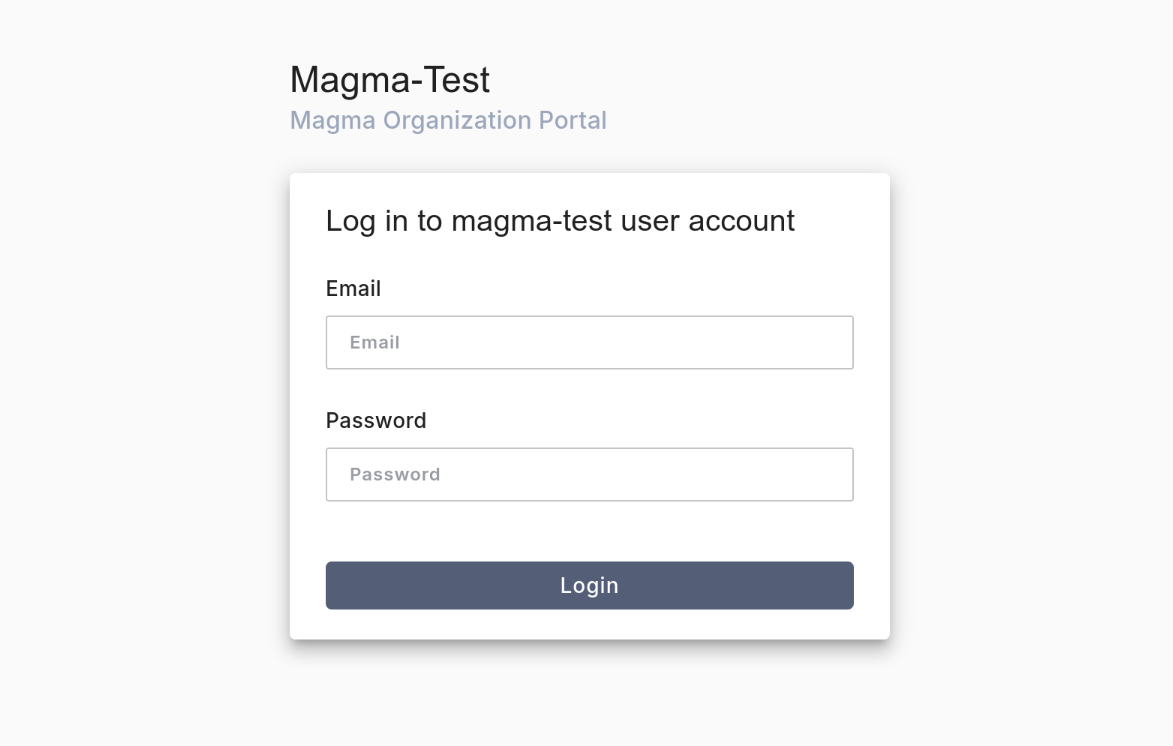 Magma-Test
Magma Organization Portal
Log in to magma-test user account
Email
Email
Password
Password
Login